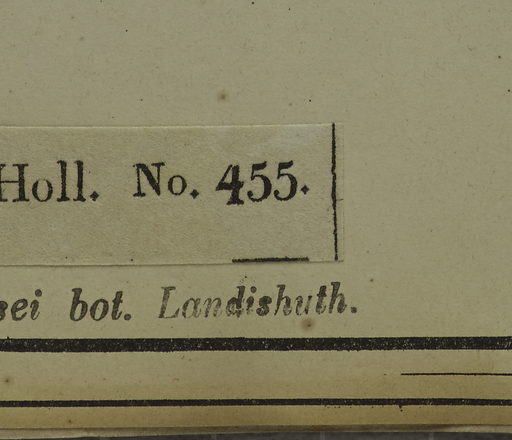 Holl. No. 455.
sei bot. Landishuth.